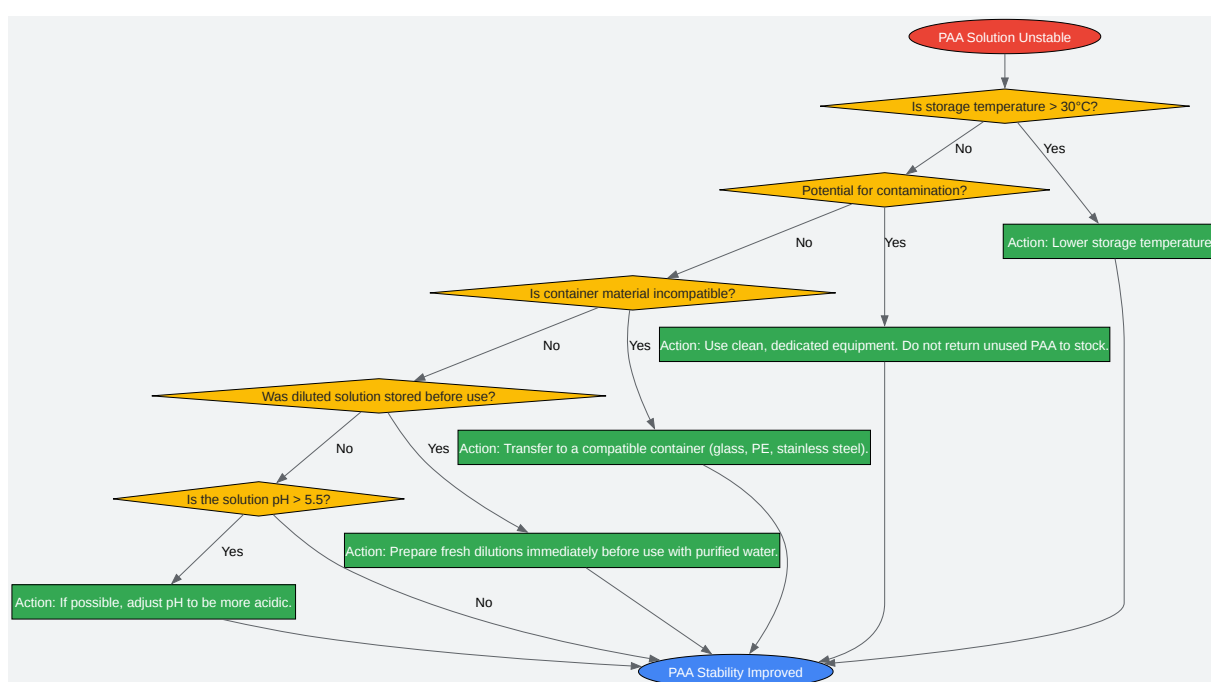 PAA Solution Unstable
Is storage temperature > 30°C?
No
Yes
Potential for contamination?
No
Yes
Action: Lower storage temperature
Is container material incompatible?
No
Yes
Action: Use clean, dedicated equipment. Do not return unused PAA to stock.
Was diluted solution stored before use?
No
Yes
Action: Transfer to a compatible container (glass, PE, stainless steel).
Is the solution pH > 5.5?
Yes
No
Action: Prepare fresh dilutions immediately before use with purified water.
Action: If possible, adjust pH to be more acidic.
PAA Stability Improved